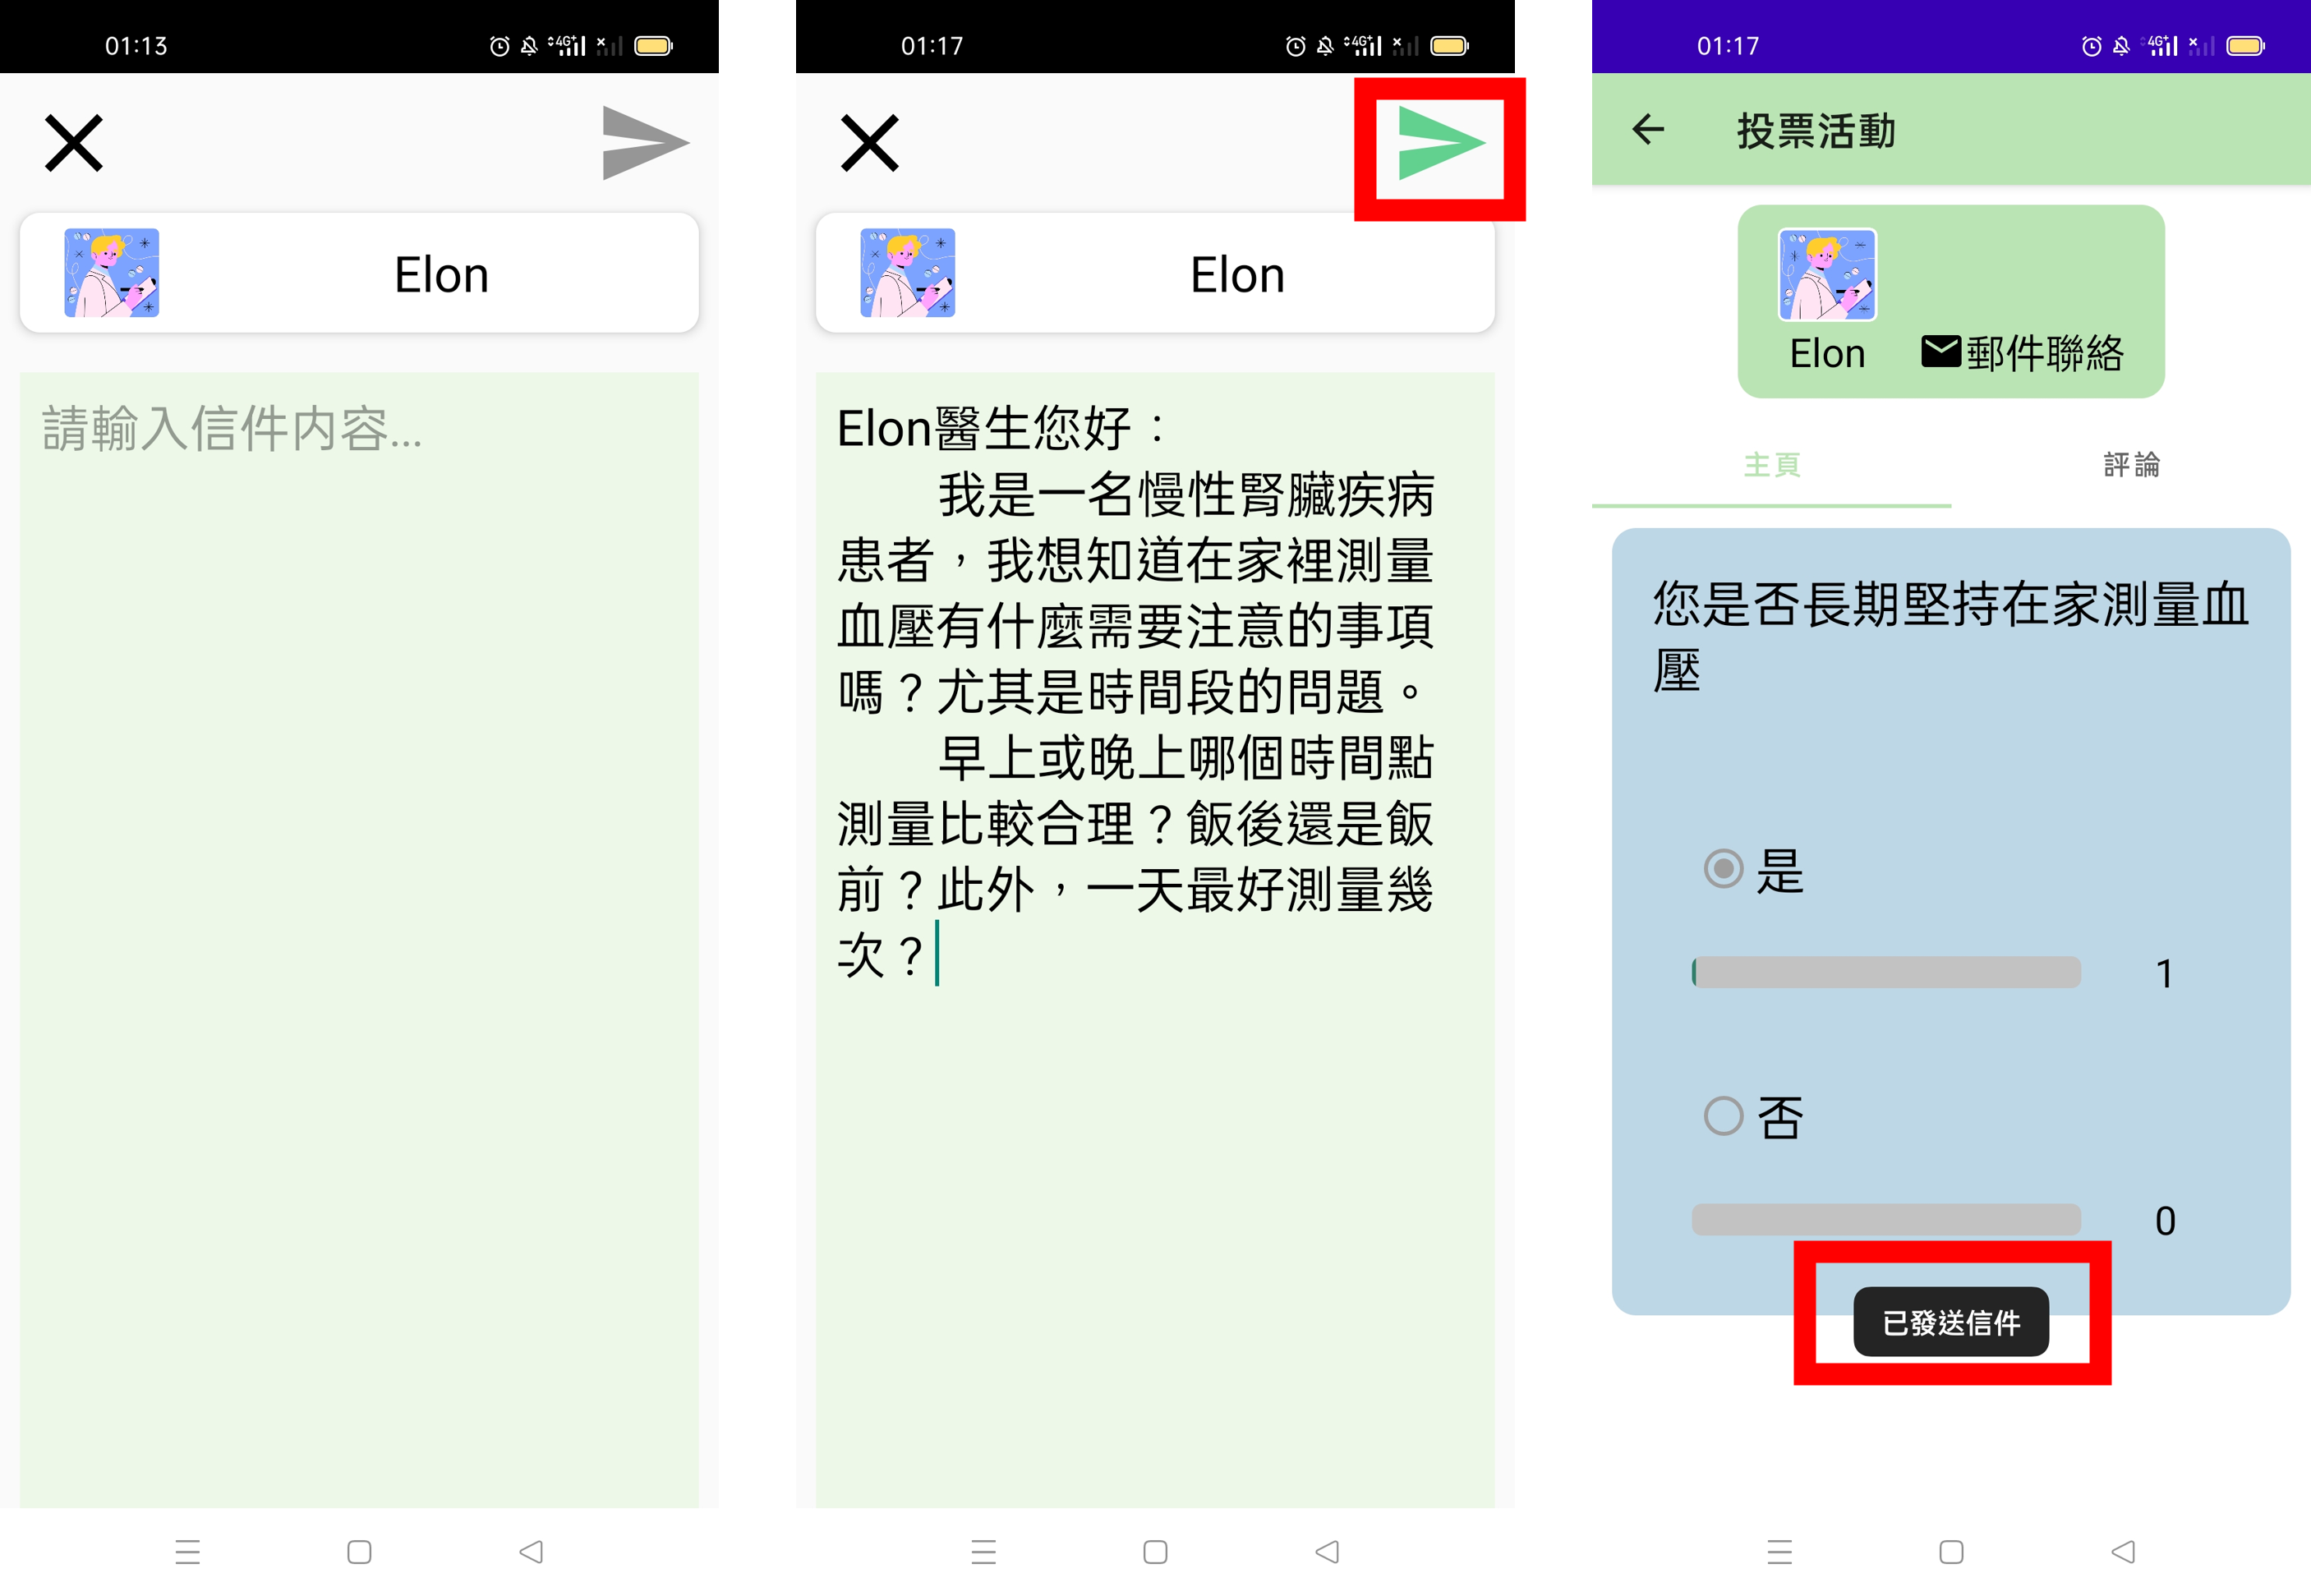 01:13
4G+
Elon
請輸入信件內容...
01:17
4G+
Elon
Elon醫生您好：
我是一名慢性腎臟疾病
患者，我想知道在家裡測量
血壓有什麼需要注意的事項
嗎？尤其是時間段的問題。
早上或晚上哪個時間點
測量比較合理？飯後還是飯
前？此外，一天最好測量幾
次？
01:17
4G+
投票活動
Elon
郵件聯絡
主頁
評論
您是否長期堅持在家測量血
壓
是
1
否
0
已發送信件